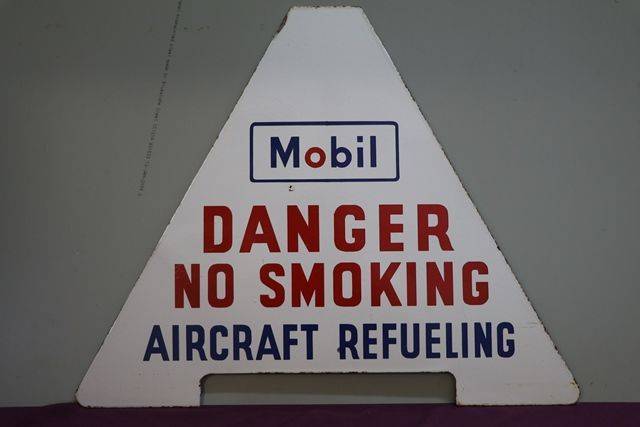 Mobil
DANGER
NO SMOKING
AIRCRAFT REFUELING